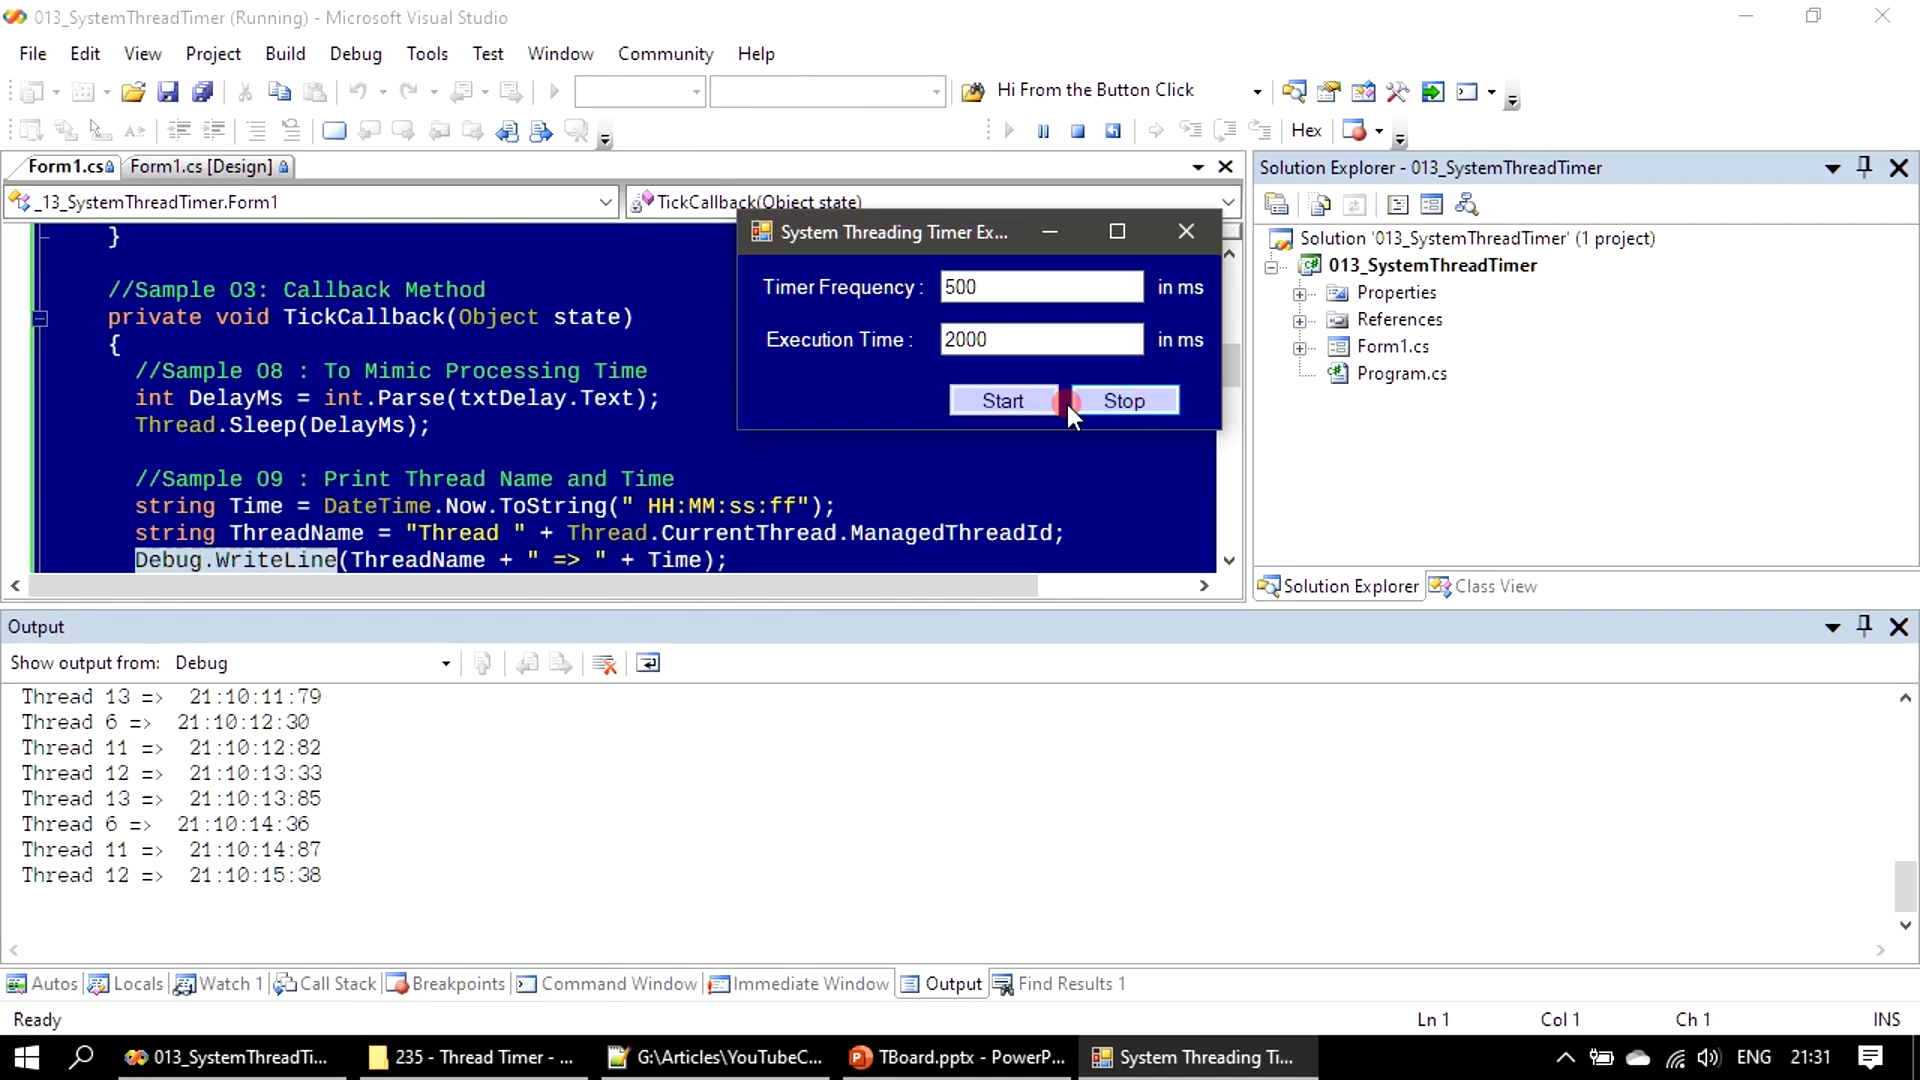 013_SystemThreadTimer (Running) - Microsoft Visual Studio
File Edit View Project Build Debug Tools Test Window Community Help
Hi From the Button Click
Hex
Form1.cs Form1.cs [Design]
_13_SystemThreadTimer.Form1 TickCallback(Object state)
}
//Sample 03: Callback Method
private void TickCallback(Object state)
{
//Sample 08 : To Mimic Processing Time
int DelayMs = int.Parse(txtDelay.Text);
Thread.Sleep(DelayMs);
//Sample 09 : Print Thread Name and Time
string Time = DateTime.Now.ToString(" HH:MM:ss:ff");
string ThreadName = "Thread " + Thread.CurrentThread.ManagedThreadId;
Debug.WriteLine(ThreadName + " => " + Time);
System Threading Timer Ex...
Timer Frequency : 500 in ms
Execution Time : 2000 in ms
Start Stop
Solution Explorer - 013_SystemThreadTimer
Solution '013_SystemThreadTimer' (1 project)
013_SystemThreadTimer
Properties
References
Form1.cs
Program.cs
Solution Explorer Class View
Output
Show output from: Debug
Thread 13 => 21:10:11:79
Thread 6 => 21:10:12:30
Thread 11 => 21:10:12:82
Thread 12 => 21:10:13:33
Thread 13 => 21:10:13:85
Thread 6 => 21:10:14:36
Thread 11 => 21:10:14:87
Thread 12 => 21:10:15:38
Autos Locals Watch 1 Call Stack Breakpoints Command Window Immediate Window Output Find Results 1
Ready Ln 1 Col 1 Ch 1 INS
013_SystemThreadTi... 235 - Thread Timer - ... G:\Articles\YouTubeC... TBoard.pptx - PowerP... System Threading Ti... ENG 21:31